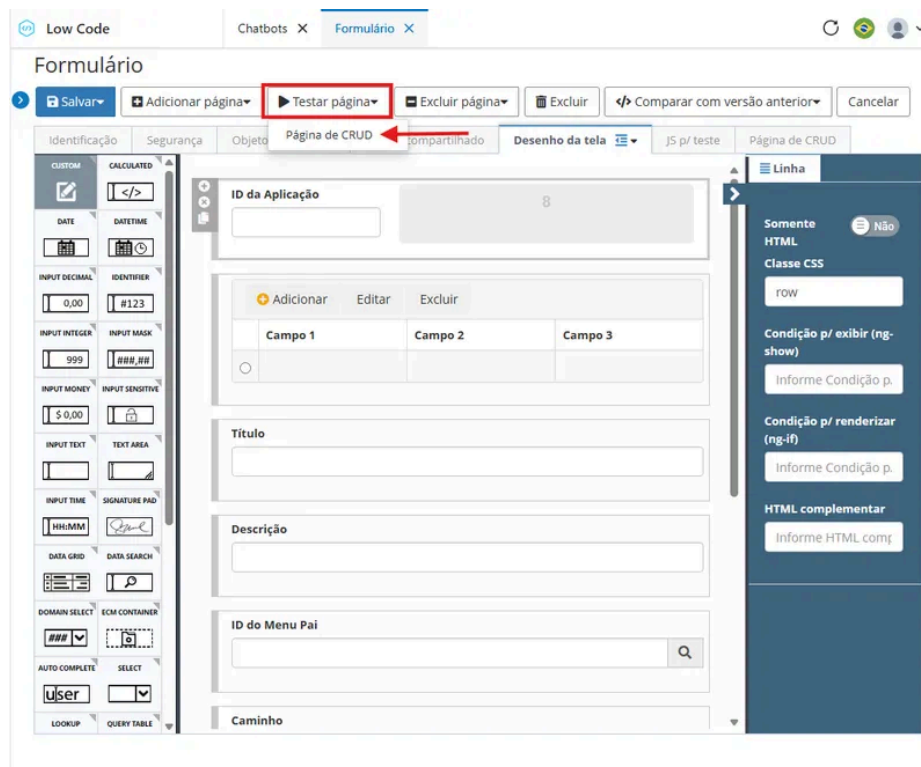 Low Code Chatbots X Formulário X
Formulário
Salvar Adicionar página Testar página Excluir página Excluir </> Comparar com versão anterior Cancelar
Identificação Segurança Objeto Página de CRUD ompartilhado Desenho da tela JS p/ teste Página de CRUD
CUSTOM CALCULATED
</>
DATE DATETIME
INPUT DECIMAL IDENTIFIER
0,00 #123
INPUT INTEGER INPUT MASK
999 ###,##
INPUT MONEY INPUT SENSITIVE
$ 0,00
INPUT TEXT TEXT AREA
INPUT TIME SIGNATURE PAD
HH:MM
DATA GRID DATA SEARCH
DOMAIN SELECT ECM CONTAINER
###
AUTO COMPLETE SELECT
user
LOOKUP QUERY TABLE
ID da Aplicação
8
Adicionar Editar Excluir
Campo 1 Campo 2 Campo 3
Título
Descrição
ID do Menu Pai
Caminho
Linha
Somente
HTML
Não
Classe CSS
row
Condição p/ exibir (ng-
show)
Informe Condição p.
Condição p/ renderizar
(ng-if)
Informe Condição p.
HTML complementar
Informe HTML comp